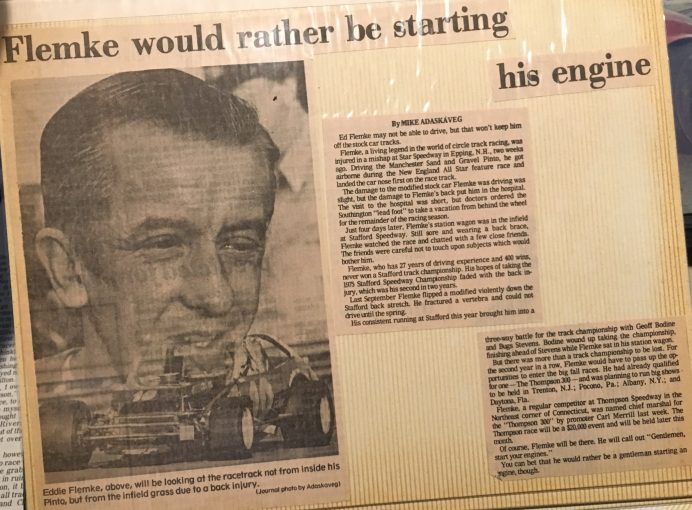 Flemke would rather be starting
his engine
By MIKE ADASKAVEG
Ed Flemke may not be able to drive, but that won't keep him
off the stock car tracks.
Flemke, a living legend in the world of circle track racing, was
injured in a mishap at Star Speedway in Epping, N.H., two weeks
ago. Driving the Manchester Sand and Gravel Pinto, he got
airborne during the New England All Star feature race and
landed the car nose first on the race track.
The damage to the modified stock car Flemke was driving was
slight, but the damage to Flemke's back put him in the hospital.
The visit to the hospital was short, but doctors ordered the
Southington "lead foot" to take a vacation from behind the wheel
for the remainder of the racing season.
Just four days later, Flemke's station wagon was in the infield
at Stafford Speedway. Still sore and wearing a back brace,
Flemke watched the race and chatted with a few close friends.
The friends were careful not to touch upon subjects which would
bother him.
Flemke, who has 27 years of driving experience and 400 wins,
never won a Stafford track championship. His hopes of taking the
1975 Stafford Speedway Championship faded with the back in-
jury, which was his second in two years.
Last September Flemke flipped a modified violently down the
Stafford back stretch. He fractured a vertebra and could not
drive until the spring.
His consistent running at Stafford this year brought him into a
three-way battle for the track championship with Geoff Bodine
and Bugs Stevens. Bodine wound up taking the championship,
finishing ahead of Stevens while Flemke sat in his station wagon.
But there was more than a track championship to be lost. For
the second year in a row, Flemke would have to pass up the op-
portunities to enter the big fall races. He had already qualified
for one — The Thompson 300 — and was planning to run big shows
to be held in Trenton, N.J.; Pocono, Pa.; Albany, N.Y.; and
Daytona, Fla.
Flemke, a regular competitor at Thompson Speedway in the
Northeast corner of Connecticut, was named chief marshal for
the "Thompson 300" by promoter Carl Merrill last week. The
Thompson race will be a $20,000 event and will be held later this
month.
Of course, Flemke will be there. He will call out "Gentlemen,
start your engines."
You can bet that he would rather be a gentleman starting an
engine, though.
Eddie Flemke, above, will be looking at the racetrack not from inside his
Pinto, but from the infield grass due to a back injury.
(Journal photo by Adaskaveg)